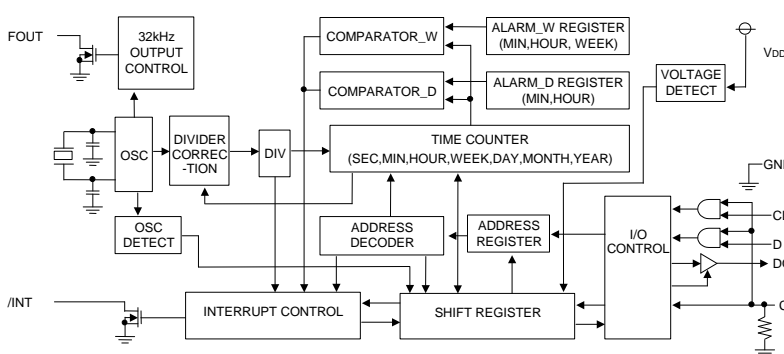 FOUT
32kHz
OUTPUT
CONTROL
COMPARATOR_W
ALARM_W REGISTER
(MIN,HOUR, WEEK)
VDD
VOLTAGE
DETECT
COMPARATOR_D
ALARM_D REGISTER
(MIN,HOUR)
OSC
DIVIDER
CORREC
-TION
DIV
TIME COUNTER
(SEC,MIN,HOUR,WEEK,DAY,MONTH,YEAR)
OSC
DETECT
ADDRESS
DECODER
ADDRESS
REGISTER
I/O
CONTROL
/INT
INTERRUPT CONTROL
SHIFT REGISTER